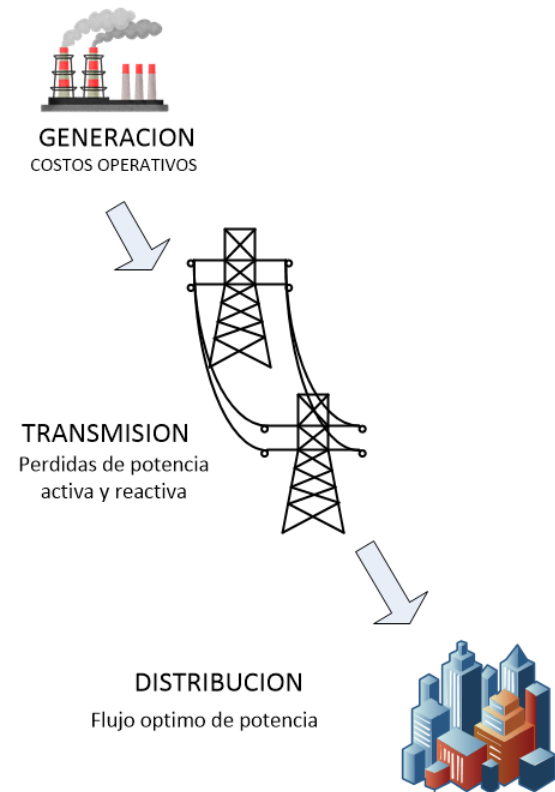 GENERACION
COSTOS OPERATIVOS
TRANSMISION
Perdidas de potencia
activa y reactiva
DISTRIBUCION
Flujo optimo de potencia